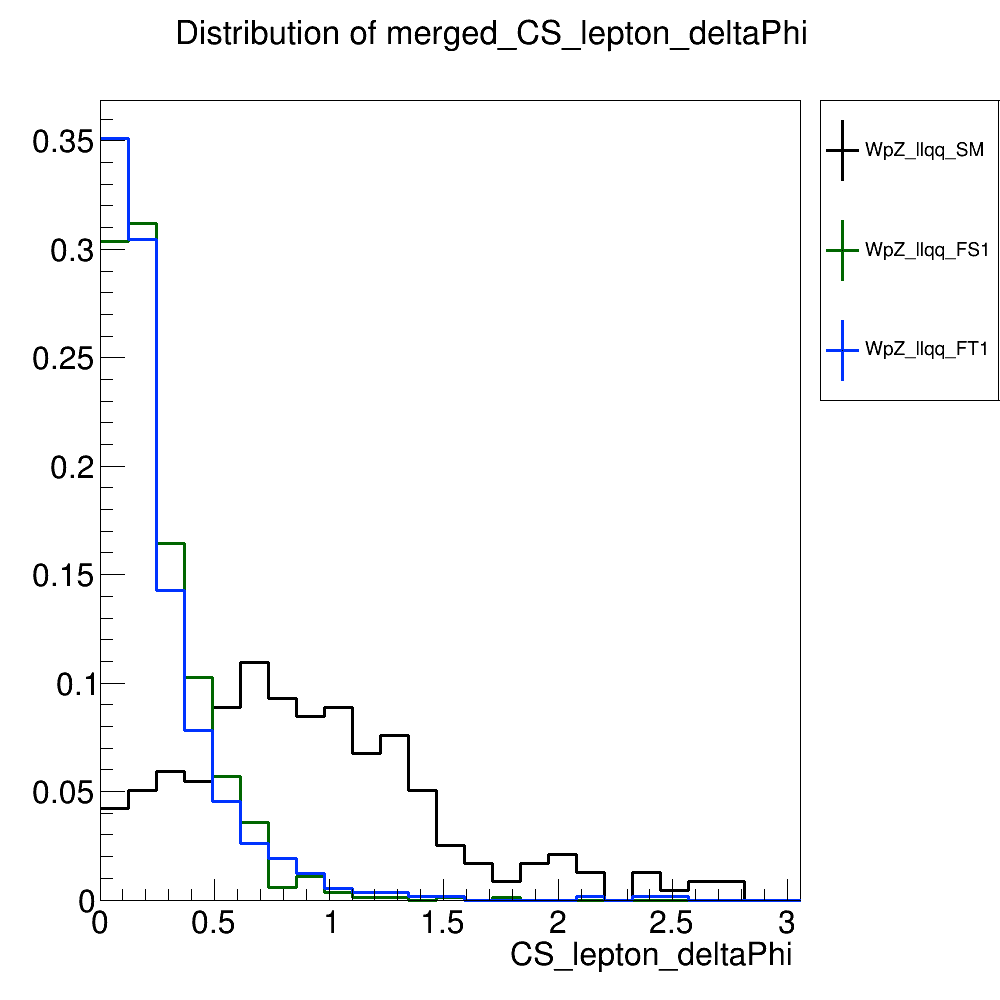 Distribution of merged_CS_lepton_deltaPhi
0.35
0.3
0.25
0.2
0.15
0.1
0.05
0
0 0.5 1 1.5 2 2.5 3
CS_lepton_deltaPhi
WpZ_llqq_SM
WpZ_llqq_FS1
WpZ_llqq_FT1